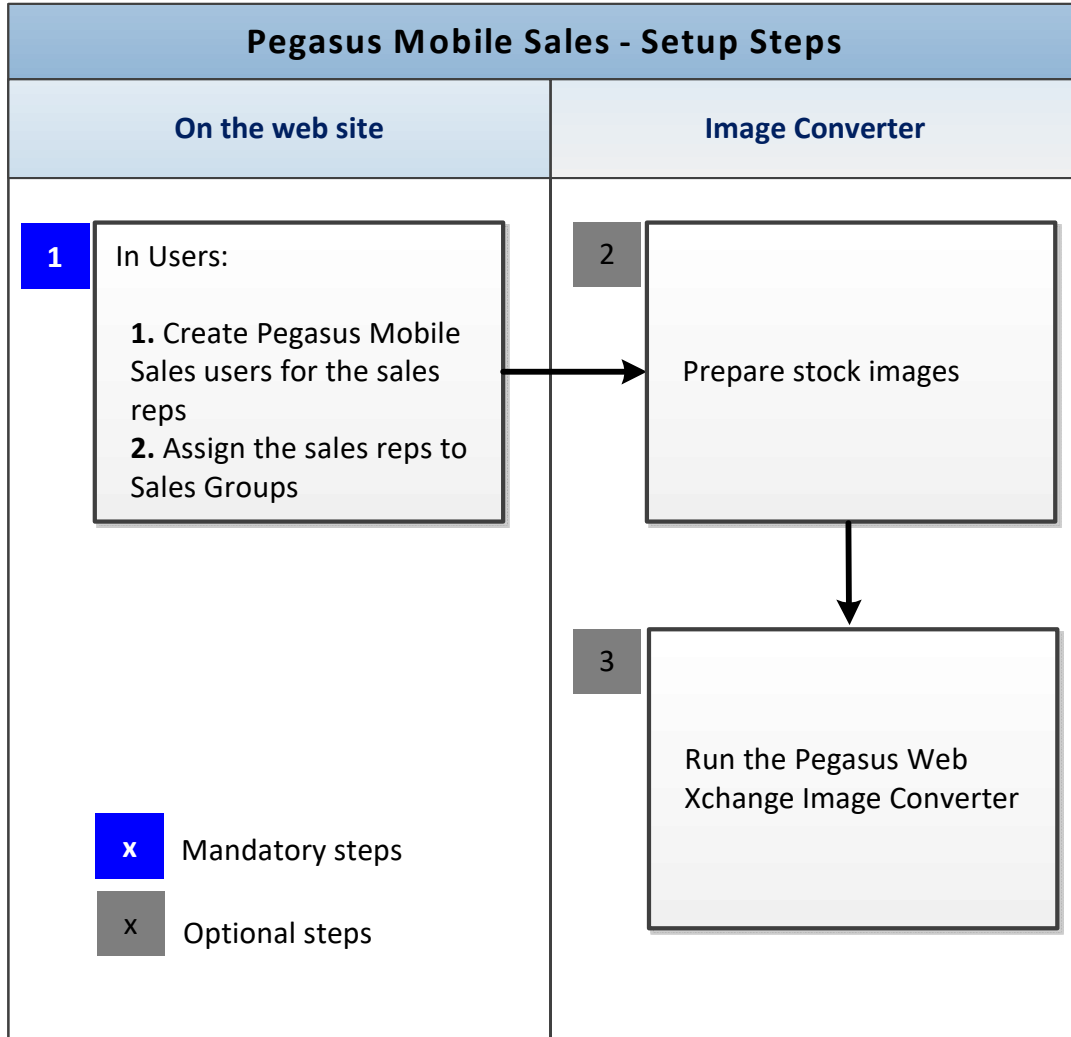 Pegasus Mobile Sales - Setup Steps
On the web site
Image Converter
1
In Users:
1. Create Pegasus Mobile
Sales users for the sales
reps
2. Assign the sales reps to
Sales Groups
2
Prepare stock images
3
Run the Pegasus Web
Xchange Image Converter
x
Mandatory steps
x
Optional steps